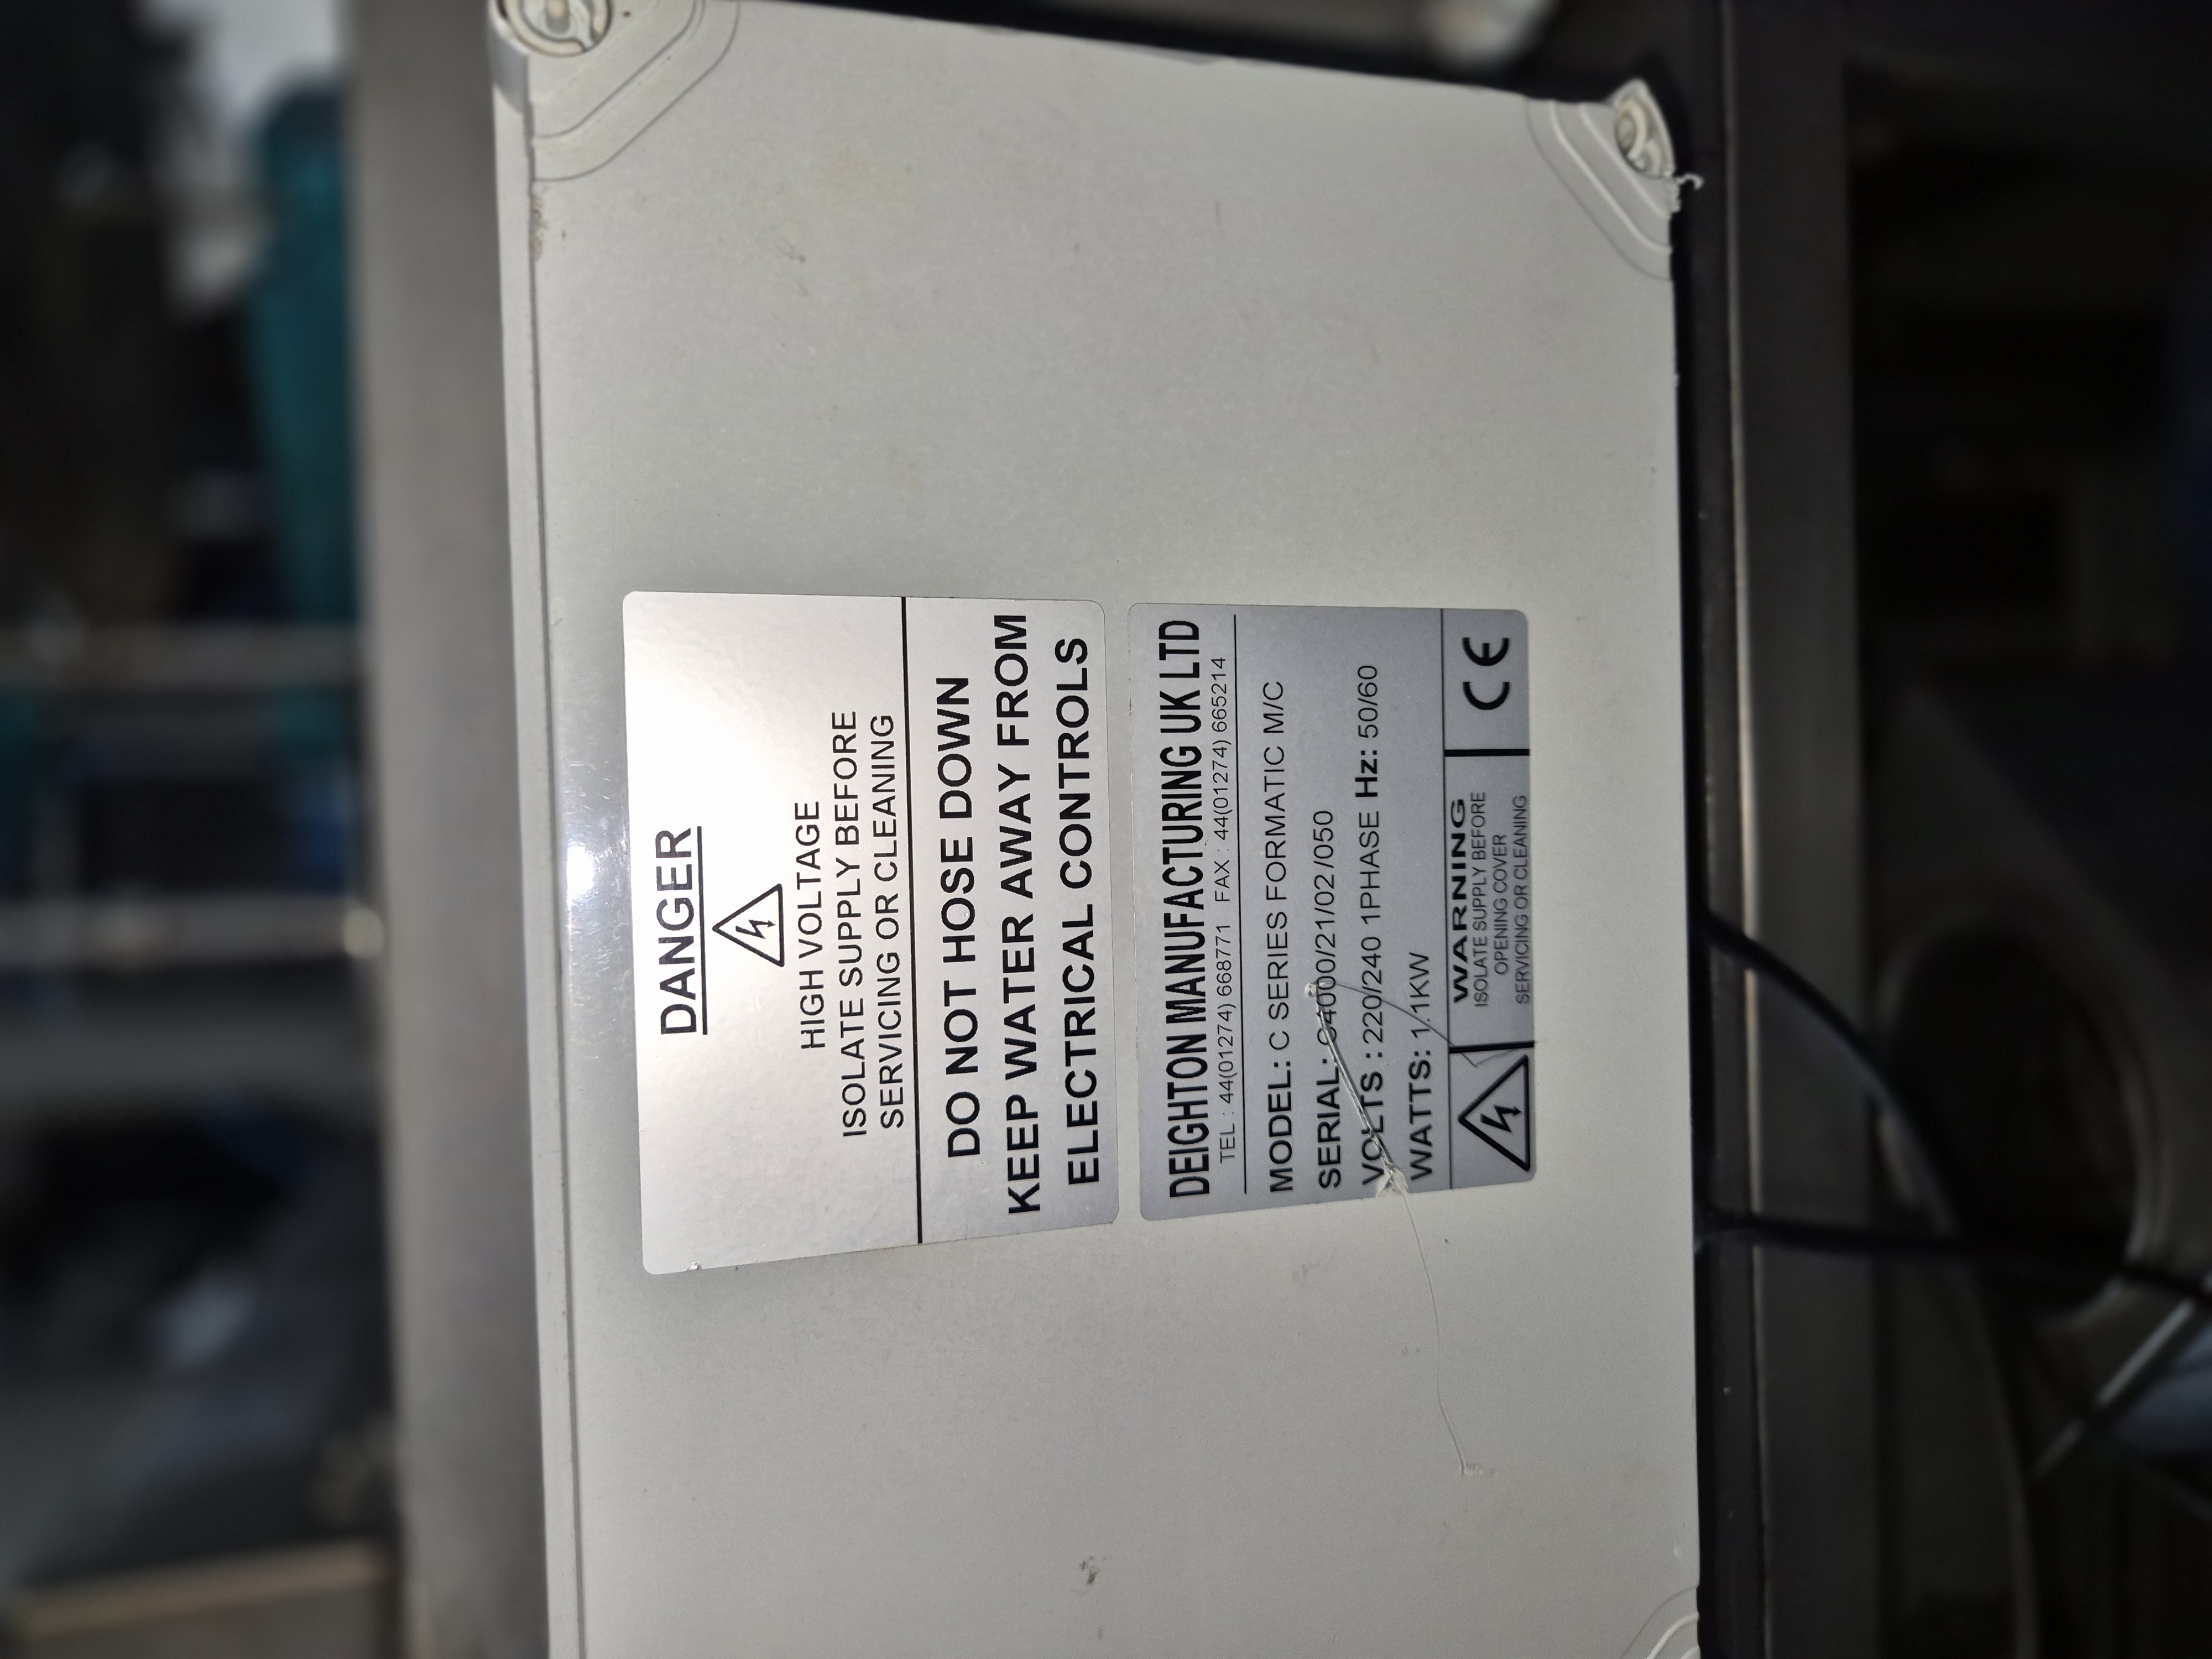 DANGER
HIGH VOLTAGE
ISOLATE SUPPLY BEFORE
SERVICING OR CLEANING
DO NOT HOSE DOWN
KEEP WATER AWAY FROM
ELECTRICAL CONTROLS
DEIGHTON MANUFACTURING UK LTD
TEL : 44(01274) 668771 FAX : 44(01274) 665214
MODEL: C SERIES FORMATIC M/C
SERIAL: C4000/21/02/050
VOLTS : 220/240 1PHASE Hz: 50/60
WATTS: 1.1KW
WARNING
ISOLATE SUPPLY BEFORE
OPENING COVER
SERVICING OR CLEANING
CE